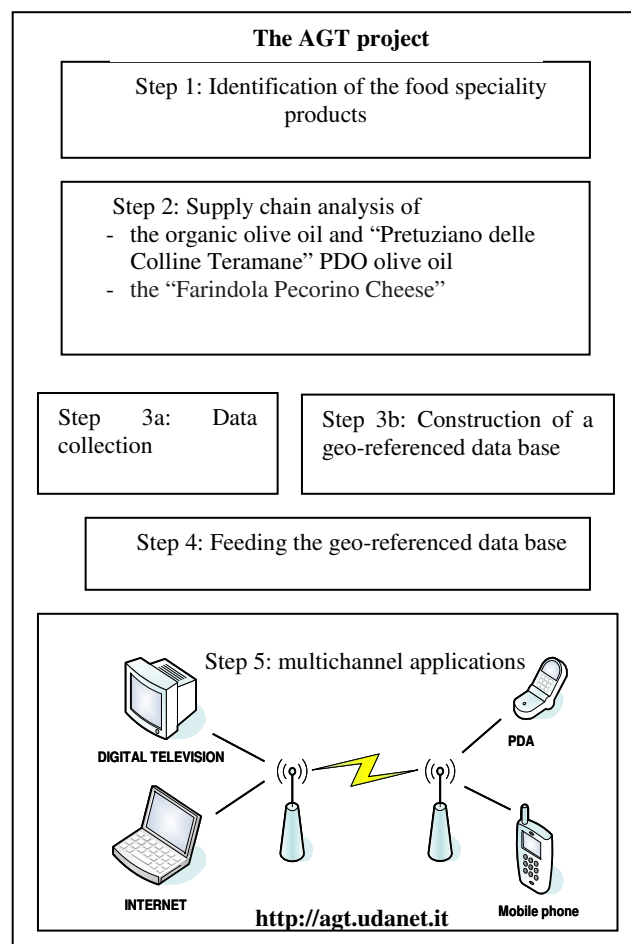 The AGT project
Step 1: Identification of the food speciality
products
Step 2: Supply chain analysis of
- the organic olive oil and “Pretuziano delle
Colline Teramane” PDO olive oil
- the “Farindola Pecorino Cheese”
Step 3a: Data
collection
Step 3b: Construction of a
geo-referenced data base
Step 4: Feeding the geo-referenced data base
Step 5: multichannel applications
DIGITAL TELEVISION
PDA
INTERNET
Mobile phone
http://agt.udanet.it